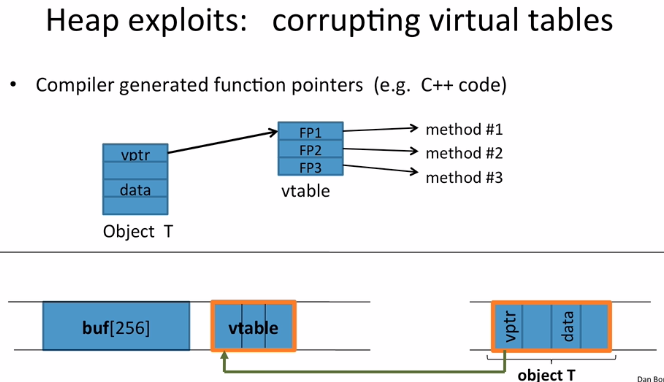 Heap exploits: corrupting virtual tables
• Compiler generated function pointers (e.g. C++ code)
vptr
data
Object T
FP1
FP2
FP3
vtable
method #1
method #2
method #3
buf[256]
vtable
vptr
data
object T
Dan Bo